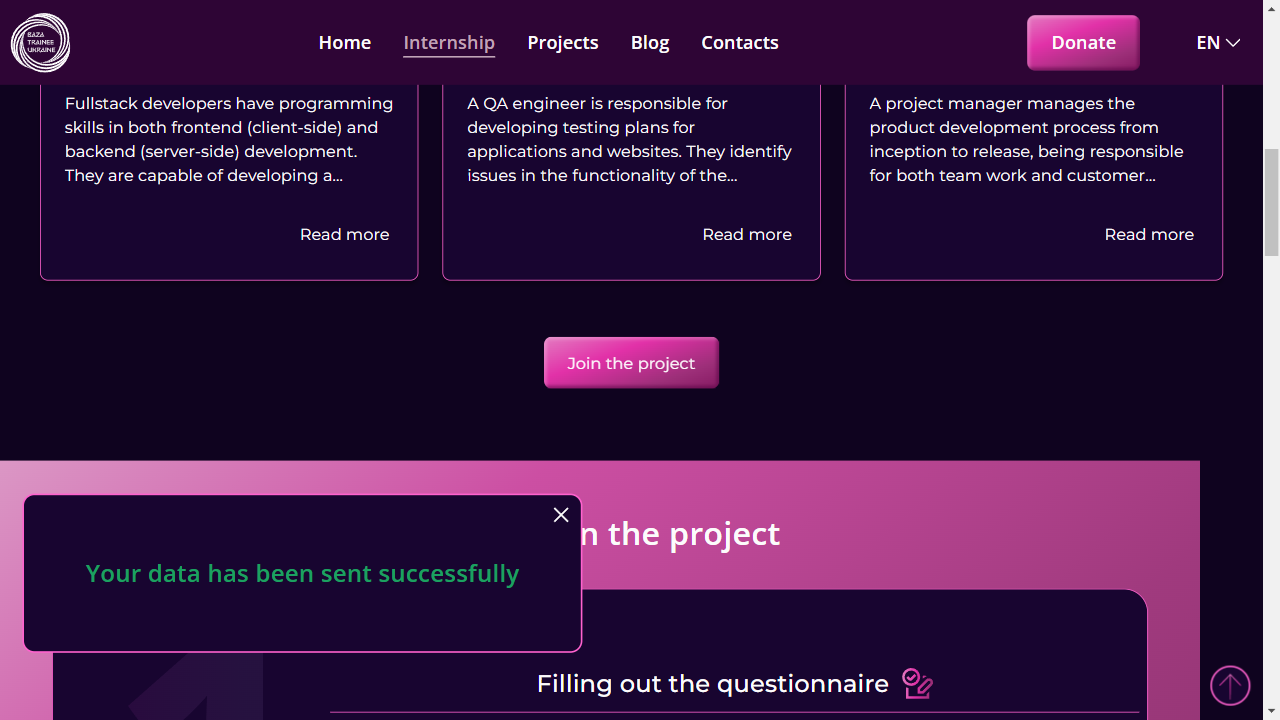 BAZA
TRAINEE
UKRAINE
Home
Internship
Projects
Blog
Contacts
Donate
EN
Fullstack developers have programming
skills in both frontend (client-side) and
backend (server-side) development.
They are capable of developing a...
Read more
A QA engineer is responsible for
developing testing plans for
applications and websites. They identify
issues in the functionality of the...
Read more
A project manager manages the
product development process from
inception to release, being responsible
for both team work and customer...
Read more
Join the project
n the project
Your data has been sent successfully
1
Filling out the questionnaire